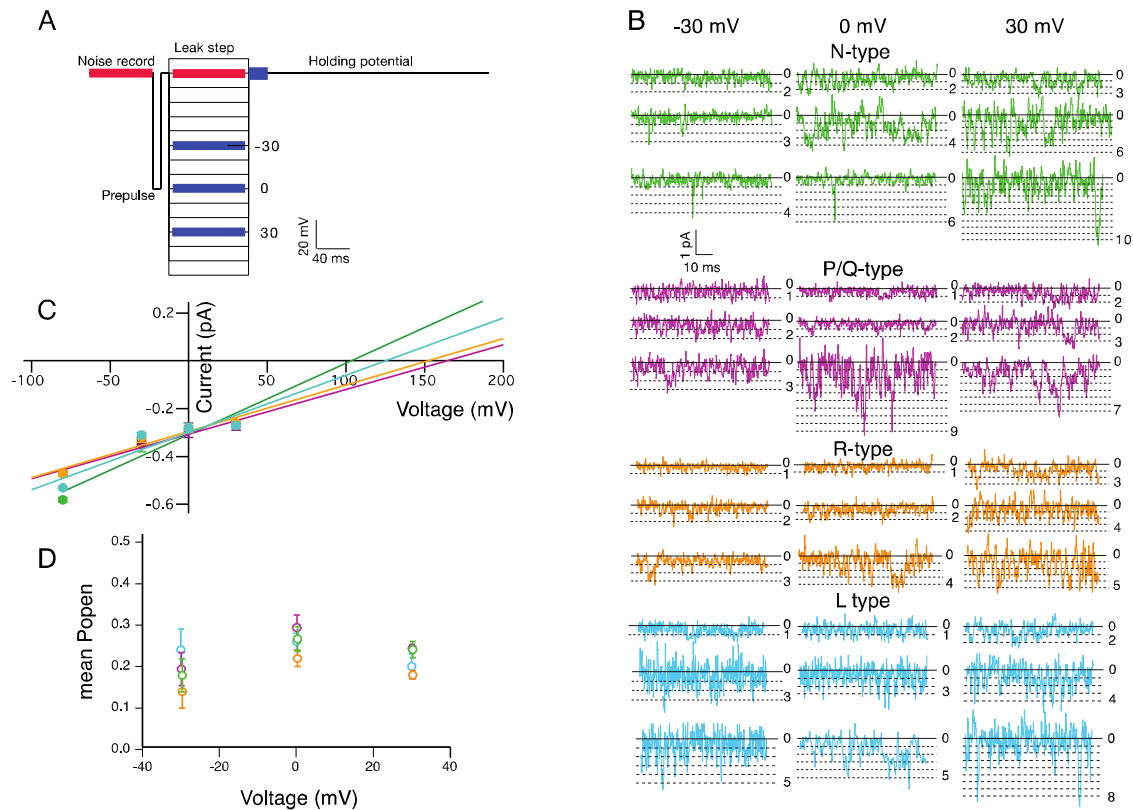 A
Leak step
Noise record
Holding potential
-30
Prepulse
0
30
20 mV
40 ms
B
-30 mV 0 mV 30 mV
N-type
0 0 0
2 2 3
0 0 0
3 4 6
0 0 0
4 6 10
1 pA
10 ms
P/Q-type
0 0 0
1 1 2
0 0 0
2 2 3
0 0 0
3 9 7
R-type
0 0 0
1 1 3
0 0 0
2 2 4
0 0 0
3 4 5
L type
0 0 0
1 1 2
0 0 0
3 3 4
0 0 0
5 5 8
C
Current (pA)
0.2
-100 -50 50 100 150 200
Voltage (mV)
-0.2
-0.4
-0.6
D
mean Popen
0.5
0.4
0.3
0.2
0.1
0.0
-40 -20 0 20 40
Voltage (mV)